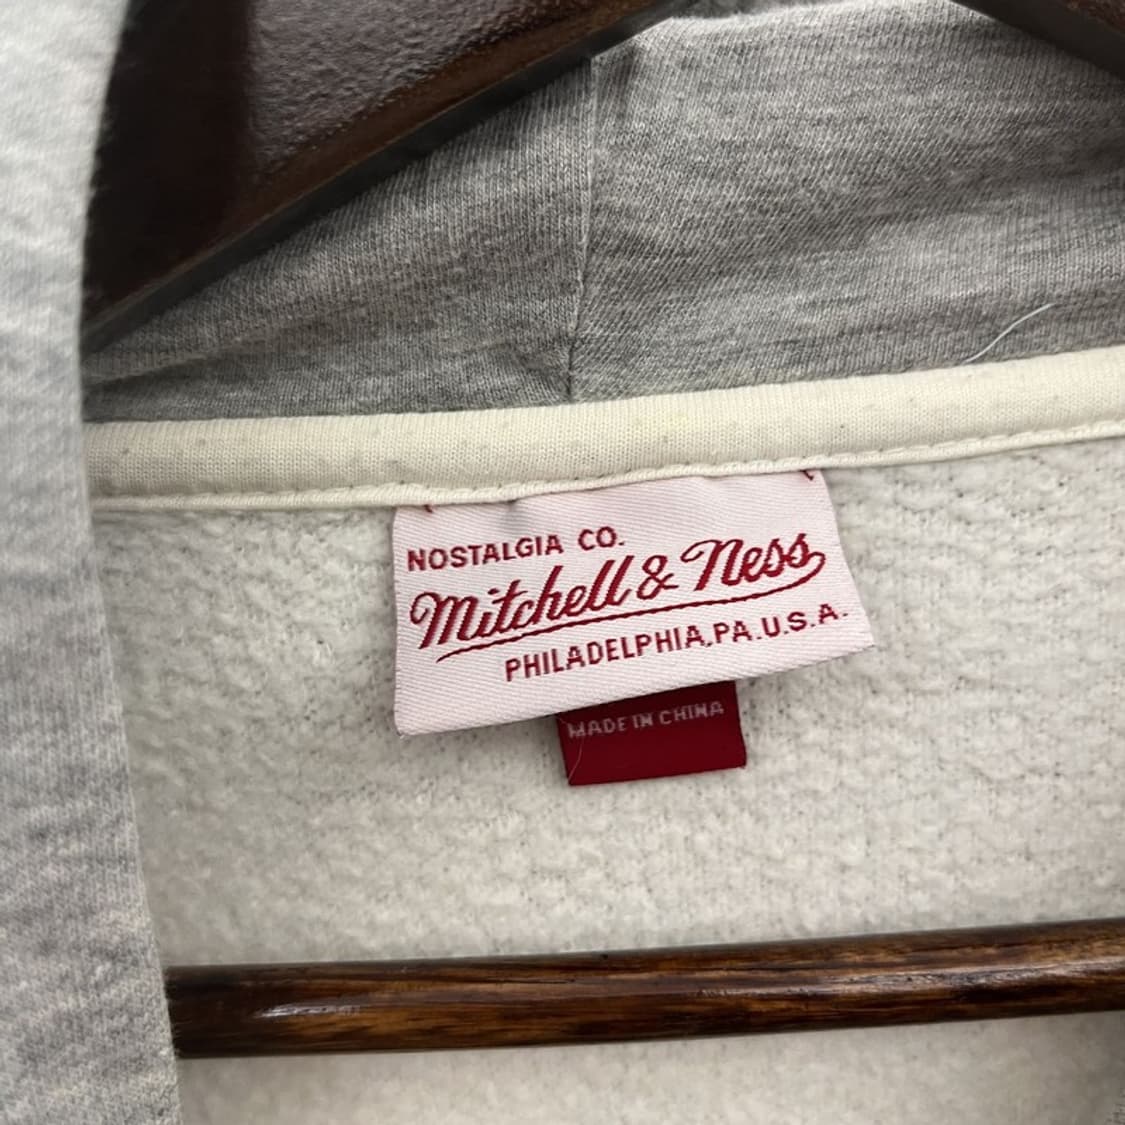 NOSTALGIA CO.
Mitchell & Ness
PHILADELPHIA, PA. U.S.A.
MADE IN CHINA